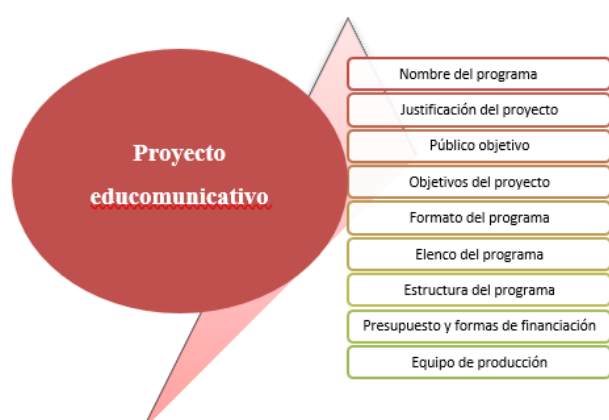 Proyecto
educomunicativo
Nombre del programa
Justificación del proyecto
Público objetivo
Objetivos del proyecto
Formato del programa
Elenco del programa
Estructura del programa
Presupuesto y formas de financiación
Equipo de producción